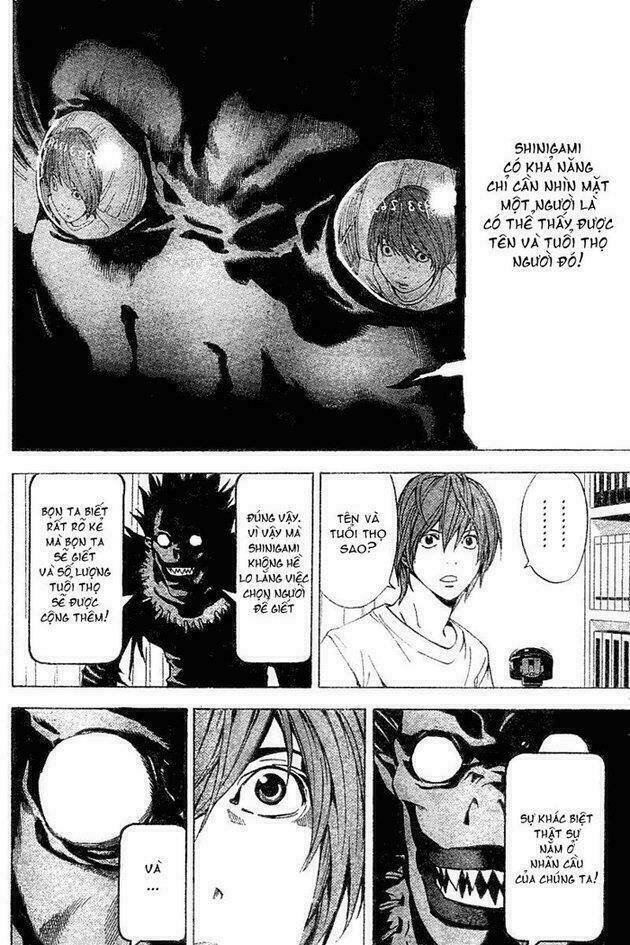 SHINIGAMI
CÓ KHẢ NĂNG
CHỈ CẦN NHÌN MẶT
MỘT NGƯỜI LÀ
CÓ THỂ THẤY ĐƯỢC
TÊN VÀ TUỔI THỌ
NGƯỜI ĐÓ!
. . . . . .
TÊN VÀ
TUỔI THỌ
SAO?
ĐÚNG VẬY.
VÌ VẬY MÀ
SHINIGAMI
KHÔNG HỀ
LO LẮNG VIỆC
CHỌN NGƯỜI
ĐỂ GIẾT
BỌN TA BIẾT
RẤT RÕ KẺ
MÀ BỌN TA
SẼ GIẾT
VÀ SỐ LƯỢNG
TUỔI THỌ
SẼ ĐƯỢC
CỘNG THÊM!
SỰ KHÁC BIỆT
THẬT SỰ
NẰM Ở
NHÃN CẦU
CỦA CHÚNG TA!
VÀ
...